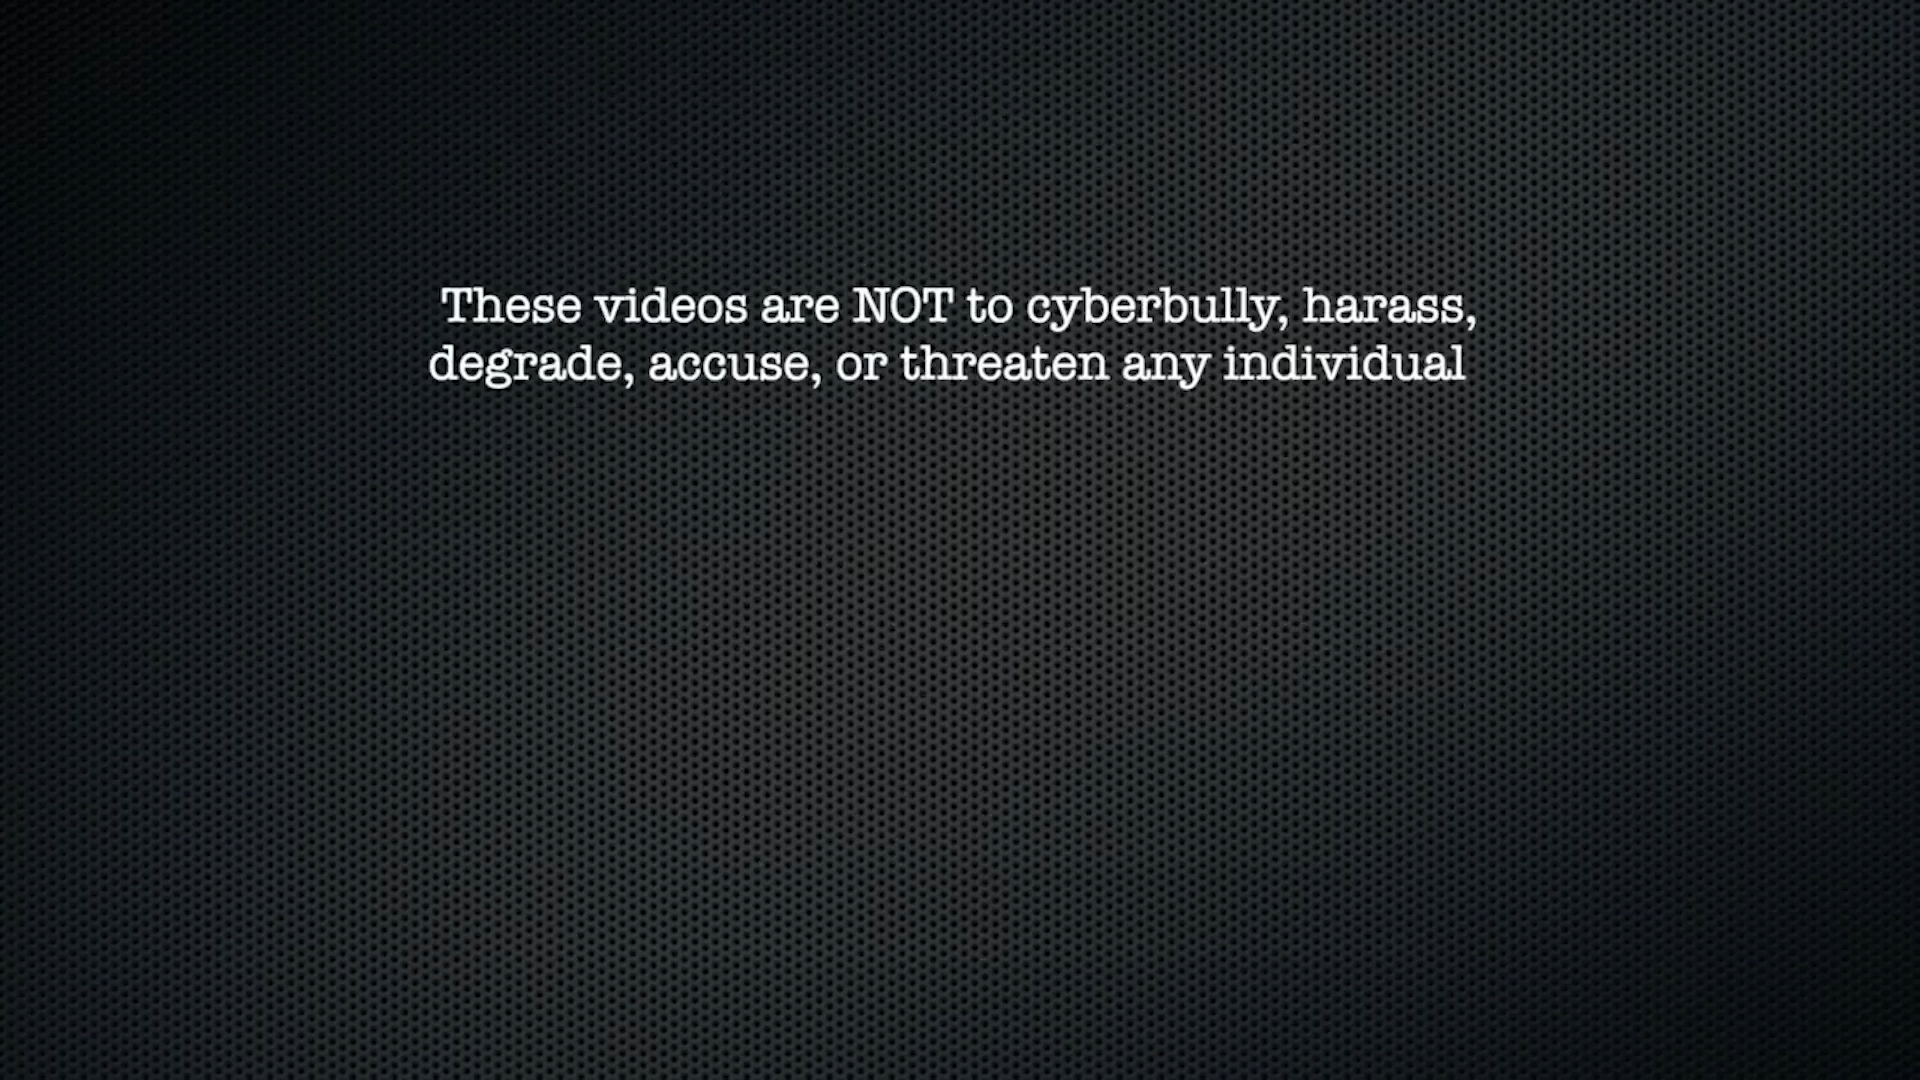 These videos are NOT to cyberbully, harass,
degrade, accuse, or threaten any individual